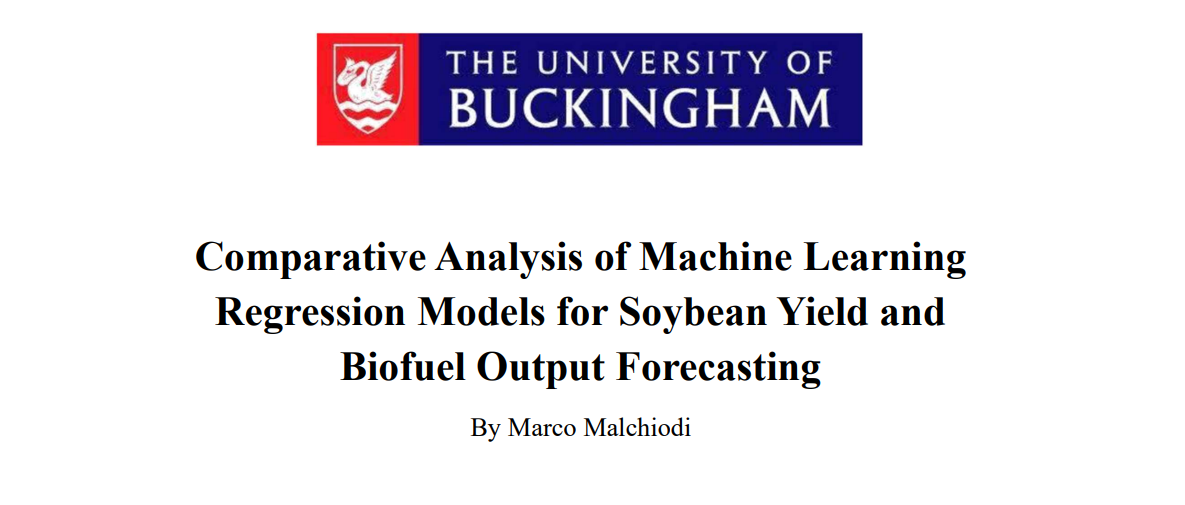 THE UNIVERSITY OF
BUCKINGHAM
Comparative Analysis of Machine Learning
Regression Models for Soybean Yield and
Biofuel Output Forecasting
By Marco Malchiodi